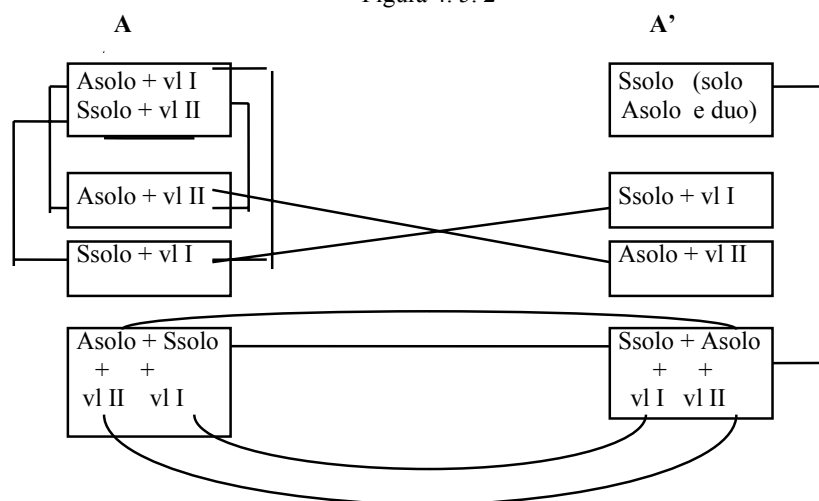 Figura 4. 3. 2
A
A’
Asolo + vl I
Ssolo + vl II
Asolo + vl II
Ssolo + vl I
Asolo + Ssolo
+ +
vl II vl I
Ssolo (solo
Asolo e duo)
Ssolo + vl I
Asolo + vl II
Ssolo + Asolo
+ +
vl I vl II